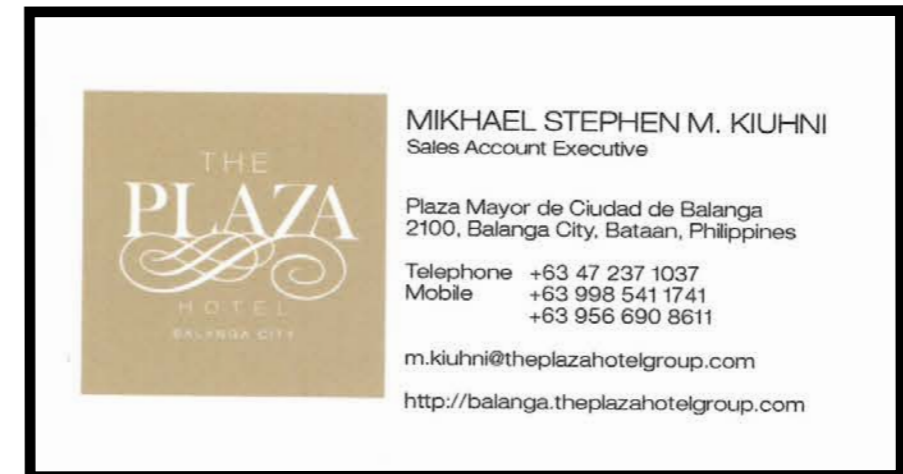 THE
PLAZA
HOTEL
BALANGA CITY
MIKHAEL STEPHEN M. KIUHNI
Sales Account Executive
Plaza Mayor de Ciudad de Balanga
2100, Balanga City, Bataan, Philippines
Telephone +63 47 237 1037
Mobile +63 998 541 1741
+63 956 690 8611
m.kiuhni@theplazahotelgroup.com
http://balanga.theplazahotelgroup.com